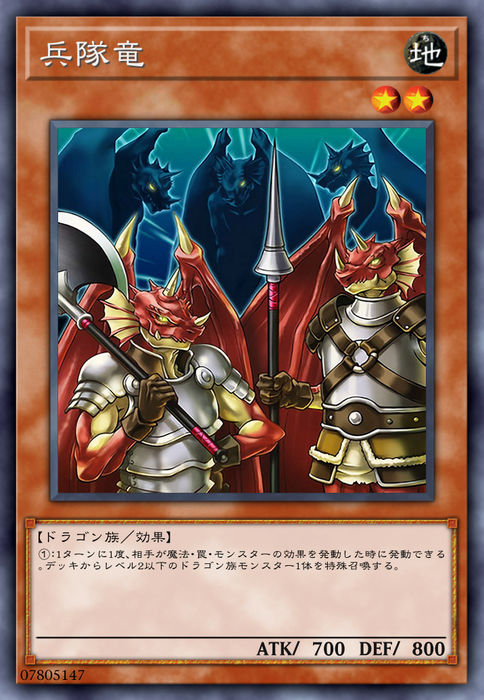 兵隊竜
ち
地
【ドラゴン族／効果】
①:1ターンに1度、相手が魔法・罠・モンスターの効果を発動した時に発動できる
。デッキからレベル2以下のドラゴン族モンスター1体を特殊召喚する。
ATK/ 700 DEF/ 800
07805147